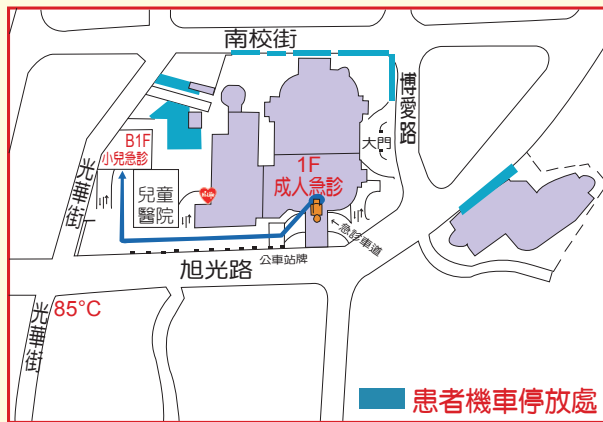 南校街
博愛路
大門
B1F
小兒急診
1F
成人急診
兒童
醫院
光華街
←急診車道
公車站牌
旭光路
85°C
光華街
患者機車停放處